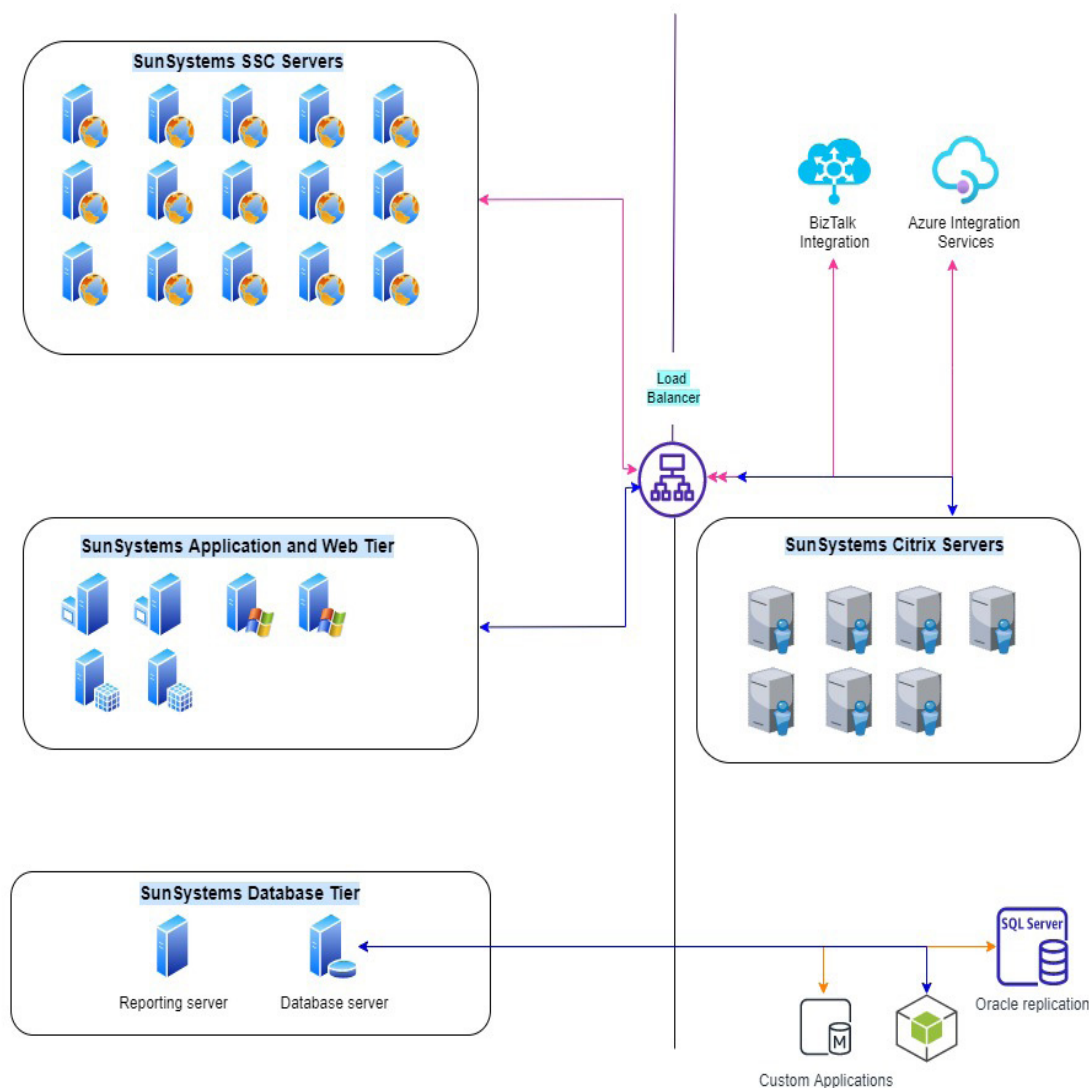 SunSystems SSC Servers
BizTalk
Integration
Azure Integration
Services
Load
Balancer
SunSystems Application and Web Tier
SunSystems Citrix Servers
SunSystems Database Tier
Reporting server
Database server
SQL Server
Oracle replication
M
Custom Applications